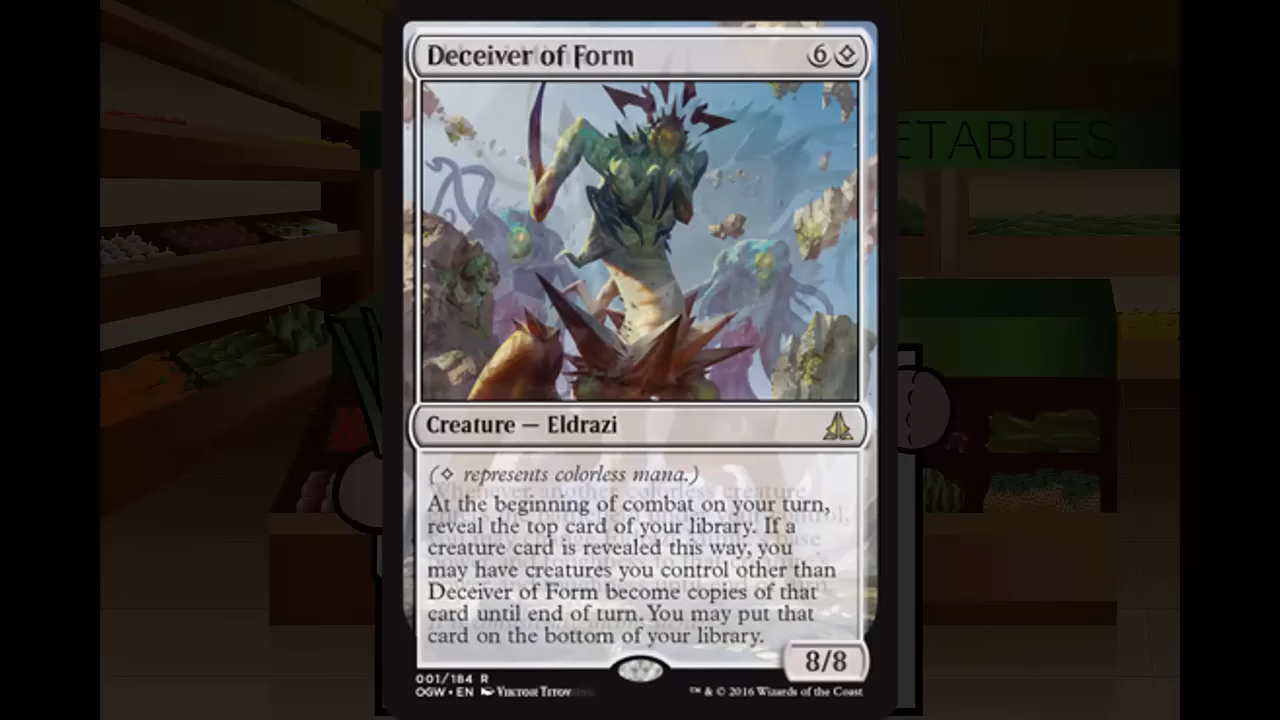 Deceiver of Form
6
ETABLES
Creature — Eldrazi
(◇ represents colorless mana.)
At the beginning of combat on your turn,
reveal the top card of your library. If a
creature card is revealed this way, you
may have creatures you control other than
Deceiver of Form become copies of that
card until end of turn. You may put that
card on the bottom of your library.
8/8
001/184 R
OGW • EN Viktor Titov
™ & © 2016 Wizards of the Coast